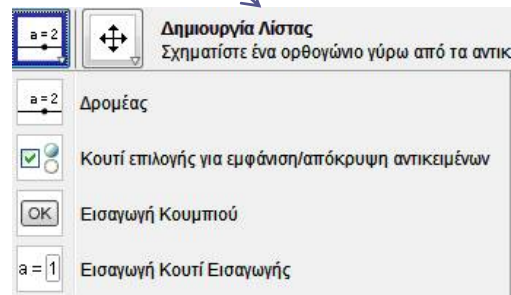 a = 2
Δημιουργία Λίστας
Σχηματίστε ένα ορθογώνιο γύρω από τα αντικ
a = 2
Δρομέας
Κουτί επιλογής για εμφάνιση/απόκρυψη αντικειμένων
OK
Εισαγωγή Κουμπιού
a = 1
Εισαγωγή Κουτί Εισαγωγής